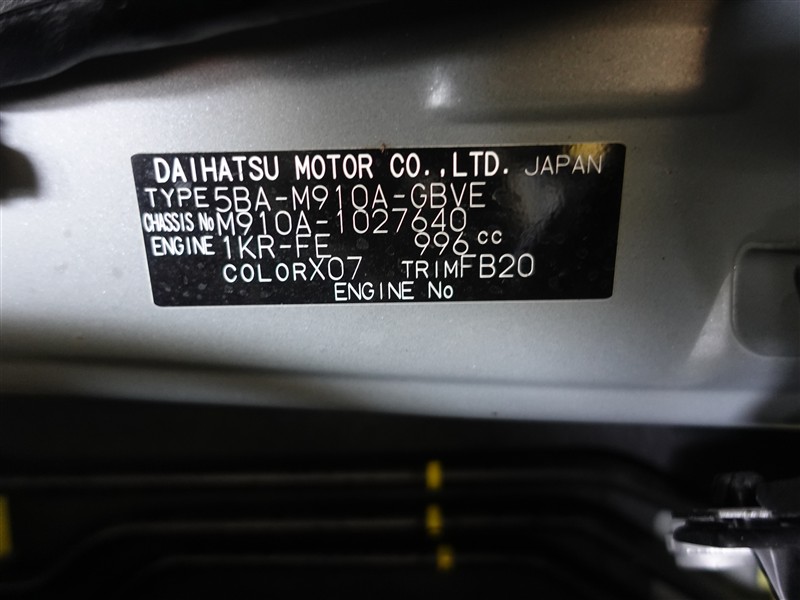 DAIHATSU MOTOR CO.,LTD. JAPAN
TYPE 5BA-M910A-GBVE
CHASSIS No M910A-1027640
ENGINE 1KR-FE 996 cc
COLOR X07 TRIM FB20
ENGINE No